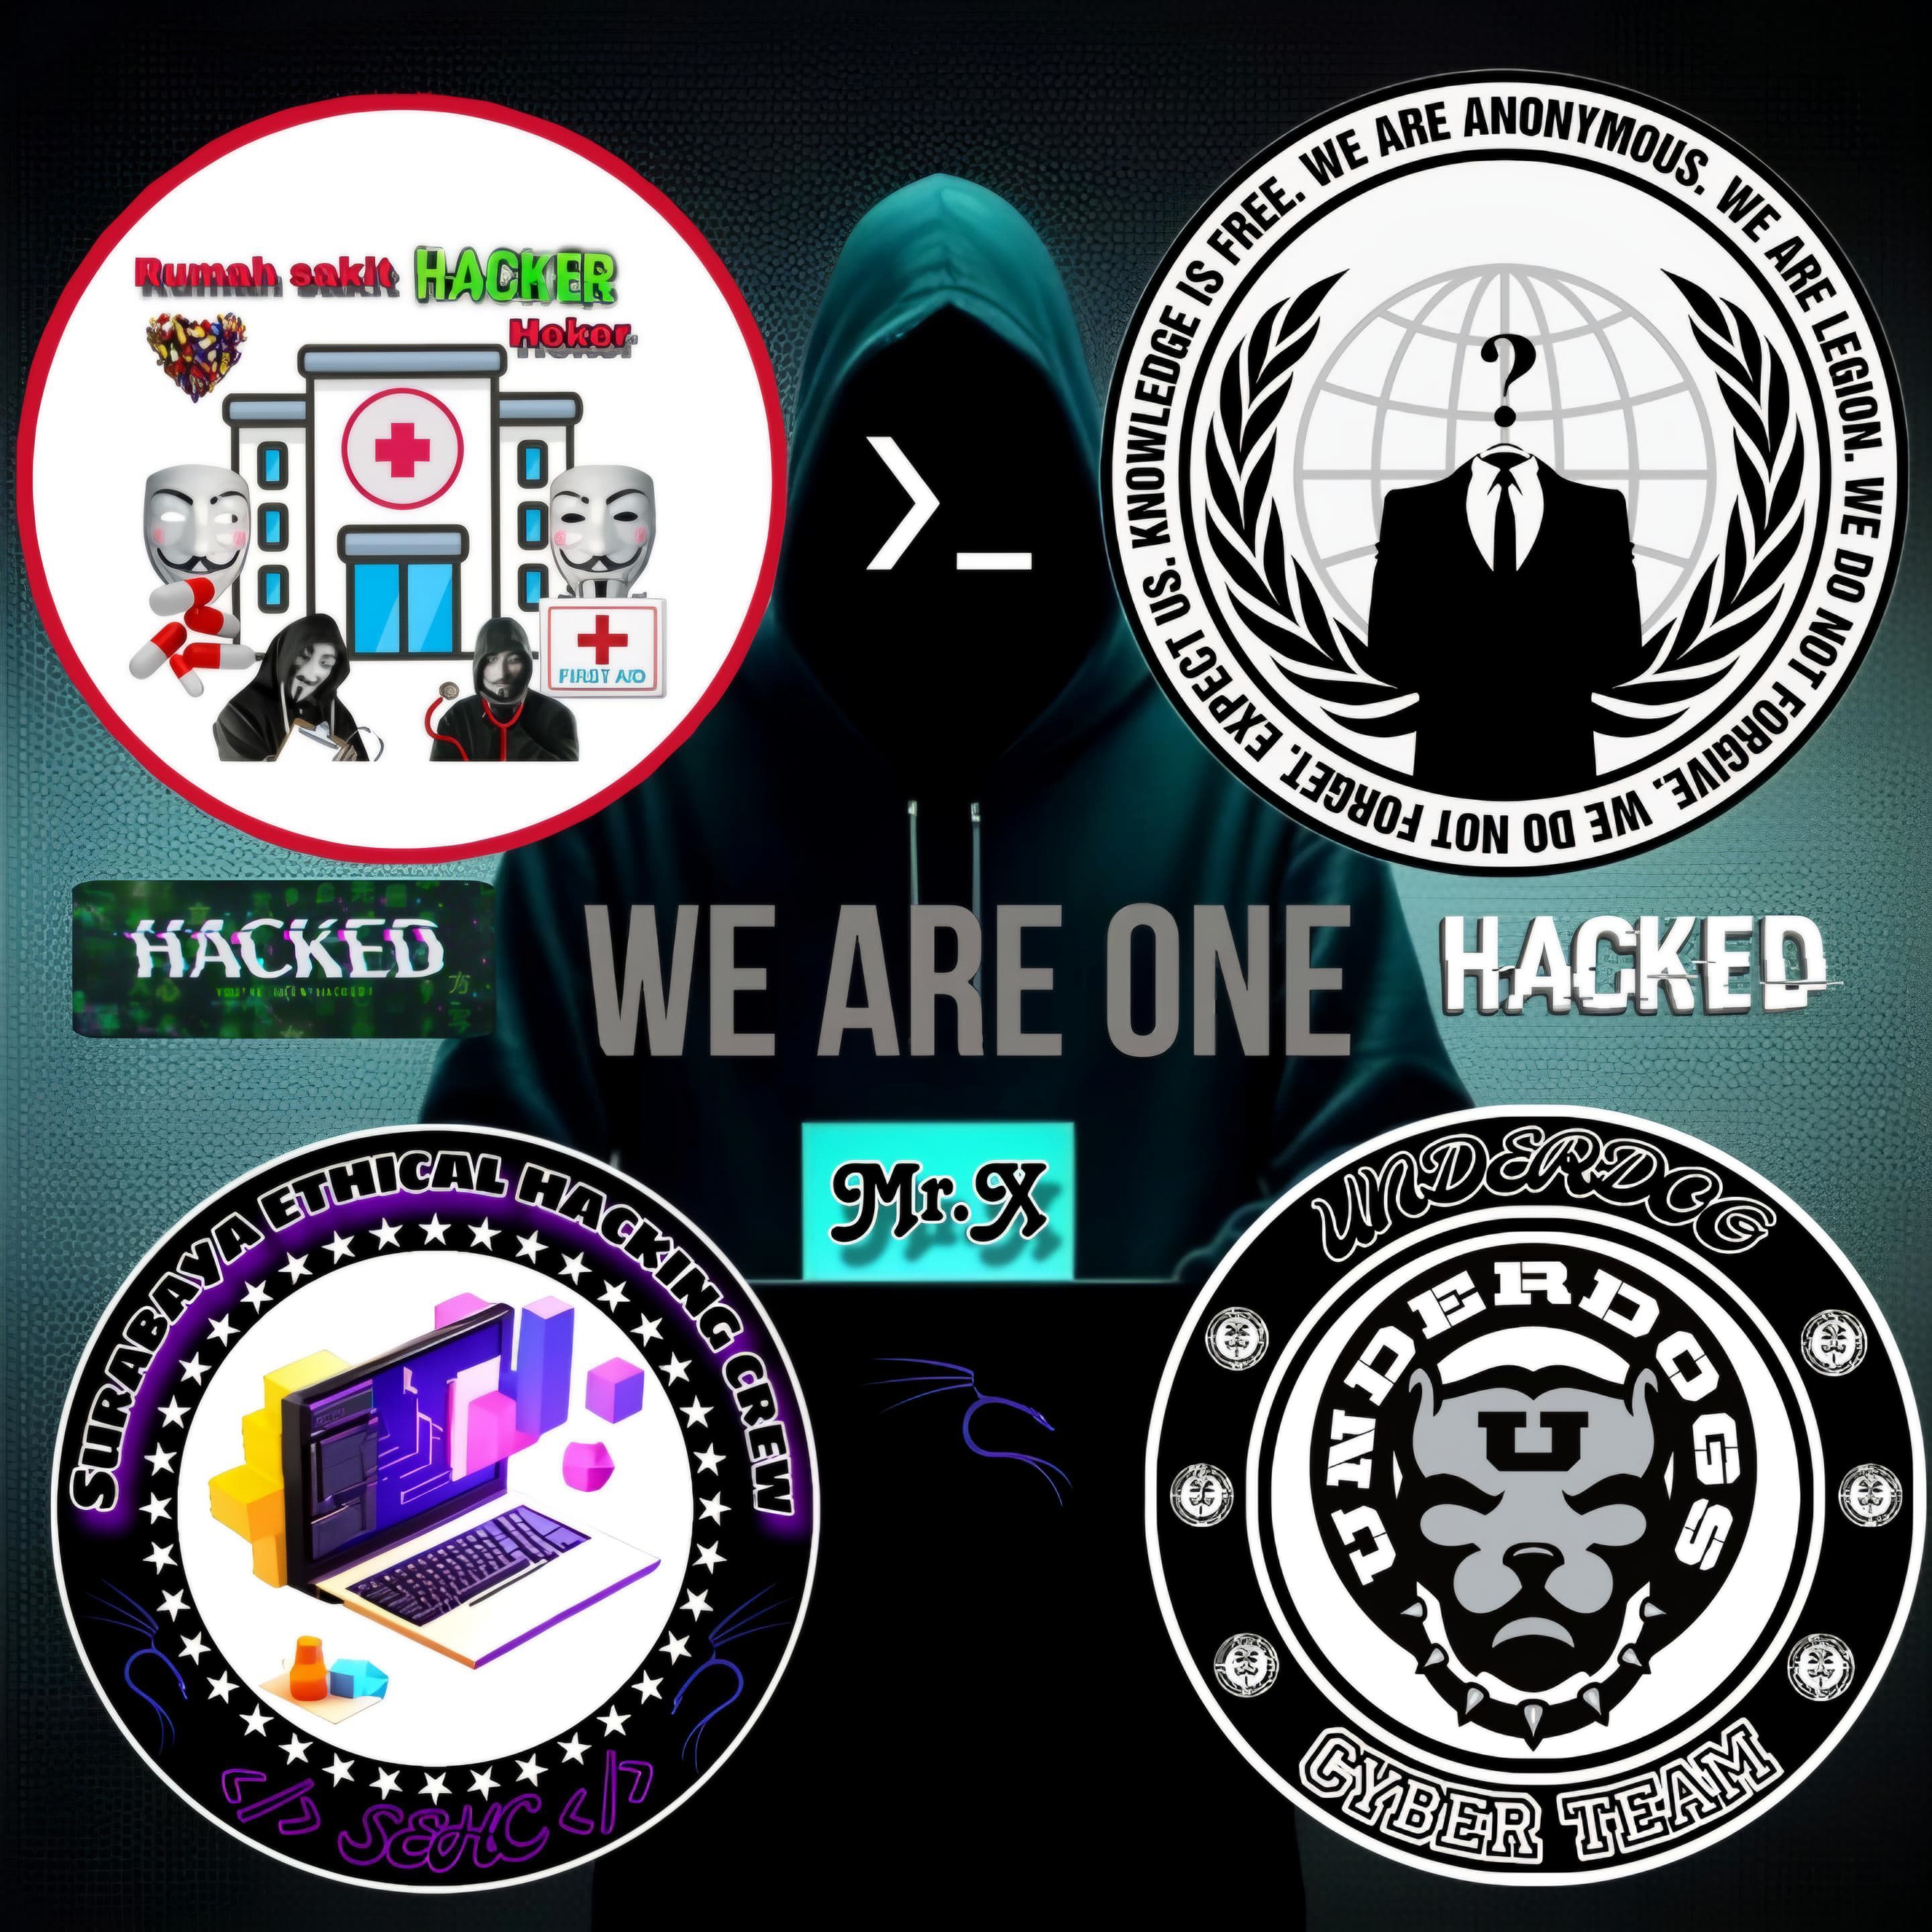 Rumah sakit HACKER
Hokor
FIRST AID
KNOWLEDGE IS FREE. WE ARE ANONYMOUS. WE ARE LEGION. WE DO NOT FORGIVE. WE DO NOT FORGET. EXPECT US.
?
>_
HACKED
WE ARE ONE
HACKED
Mr.X
SURABAYA ETHICAL HACKING CREW
</> SEHC </>
UNDERDOG
UNDERDOGS
U
CYBER TEAM